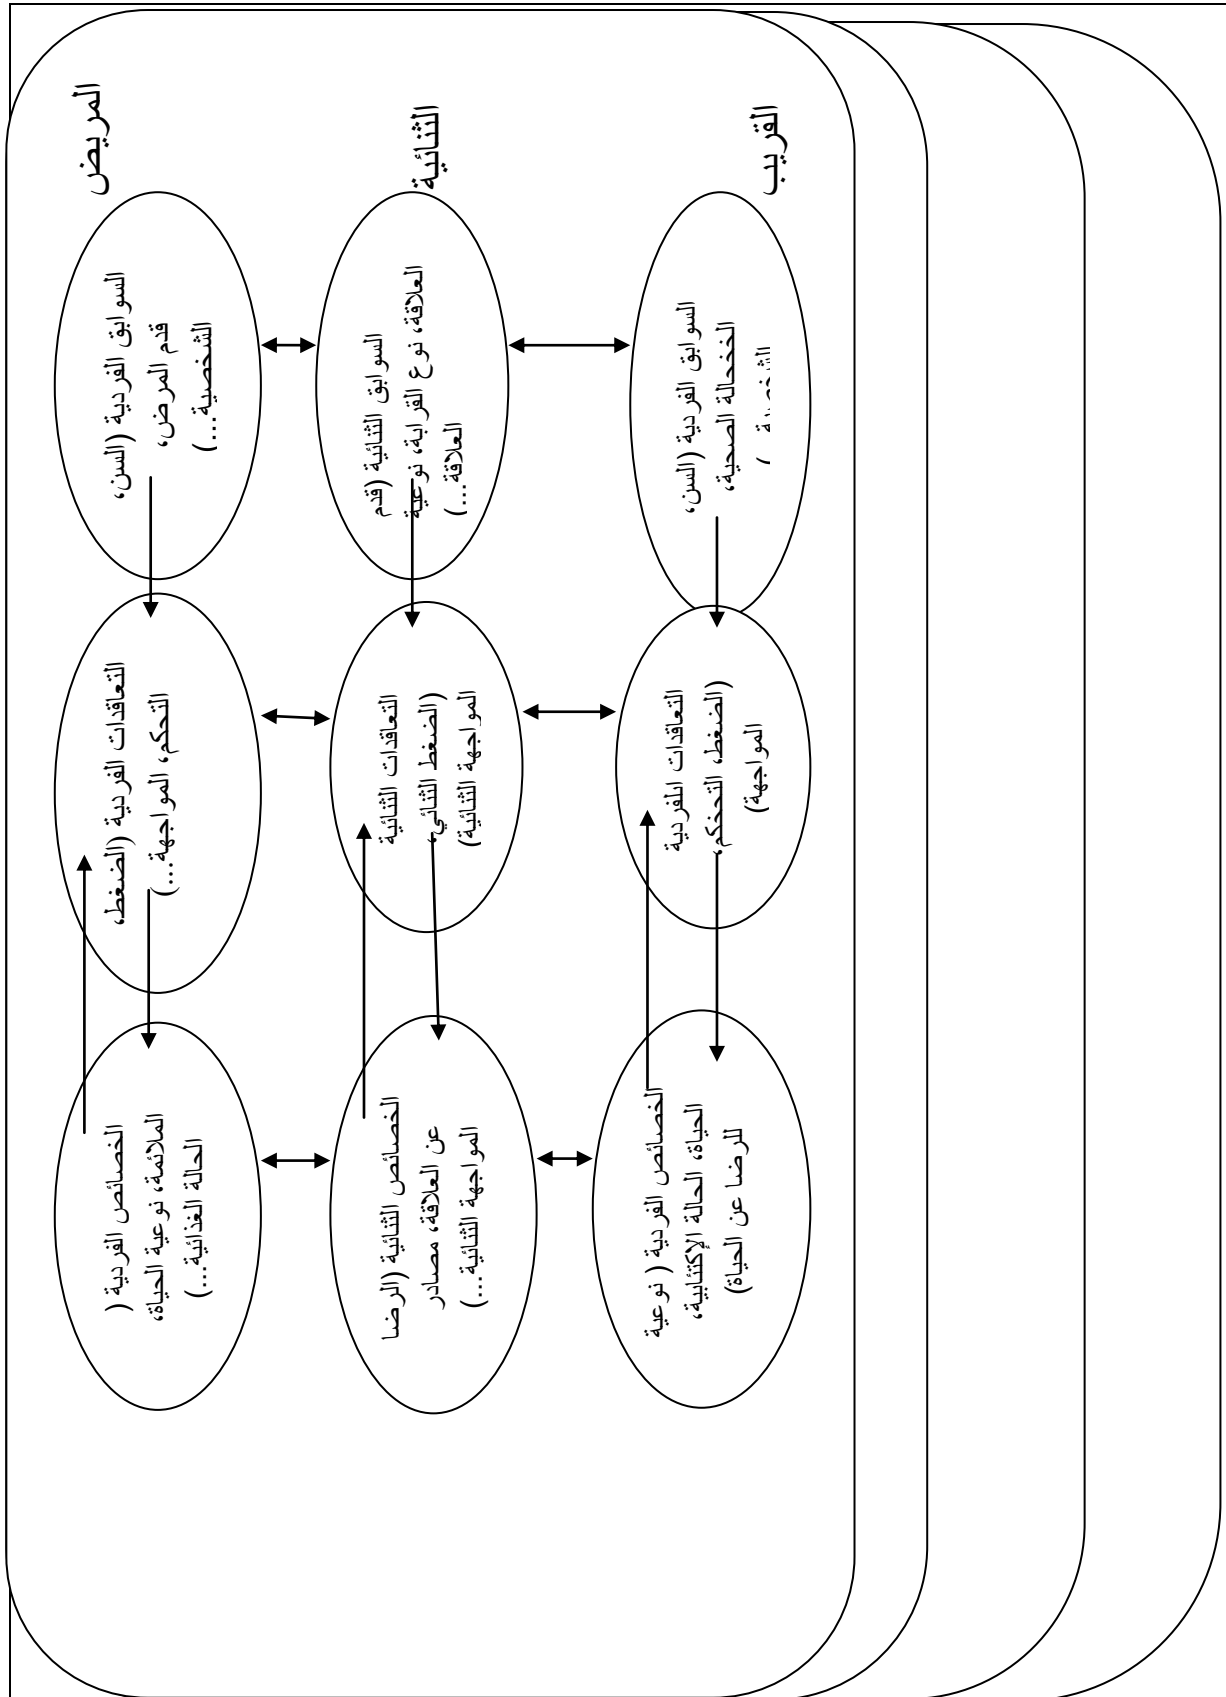 المريض
السوابق الفردية (السن،
قدم المرض،
الشخصية...)
التعاقدات الفردية (الضغط،
التحكم، المواجهة...)
الخصائص الفردية (
الملائمة، نوعية الحياة،
الحالة الغذائية...)
الثنائية
السوابق الثنائية (قدم
العلاقة، نوع القرابة، نوعية
العلاقة...)
التعاقدات الثنائية
(الضغط الثنائي،
المواجهة الثنائية)
الخصائص الثنائية (الرضا
عن العلاقة، مصادر
المواجهة الثنائية...)
القريب
السوابق الفردية (السن،
الخخحالة الصحية،
التعاقدات الفردية
(الضغط، التحخكم،
المواجهة)
الخصائص الفردية ( نوعية
الحياة، الحالة الإكتئابية،
للرضا عن الحياة)